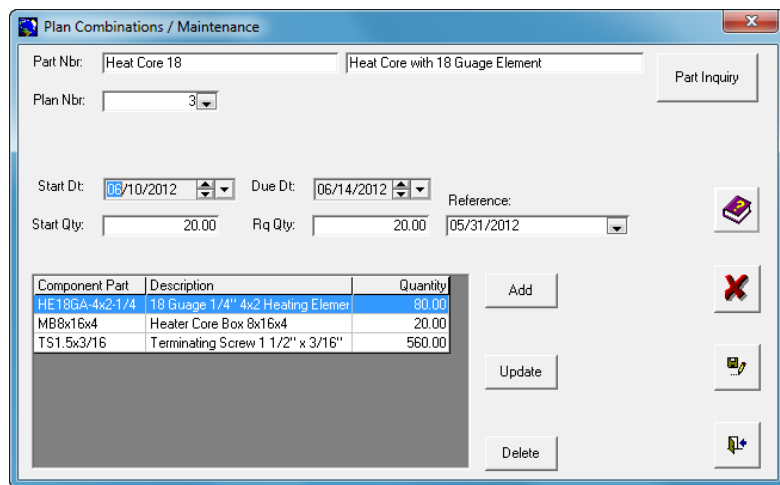 Plan Combinations / Maintenance
Part Nbr: Heat Core 18 Heat Core with 18 Guage Element Part Inquiry
Plan Nbr: 3
Start Dt: 06/10/2012 Due Dt: 06/14/2012
Reference:
Start Qty: 20.00 Rq Qty: 20.00 05/31/2012
Component Part Description Quantity Add
HE18GA-4x2-1/4 18 Guage 1/4" 4x2 Heating Elemer 80.00
MB8x16x4 Heater Core Box 8x16x4 20.00
TS1.5x3/16 Terminating Screw 1 1/2" x 3/16" 560.00
Update
Delete